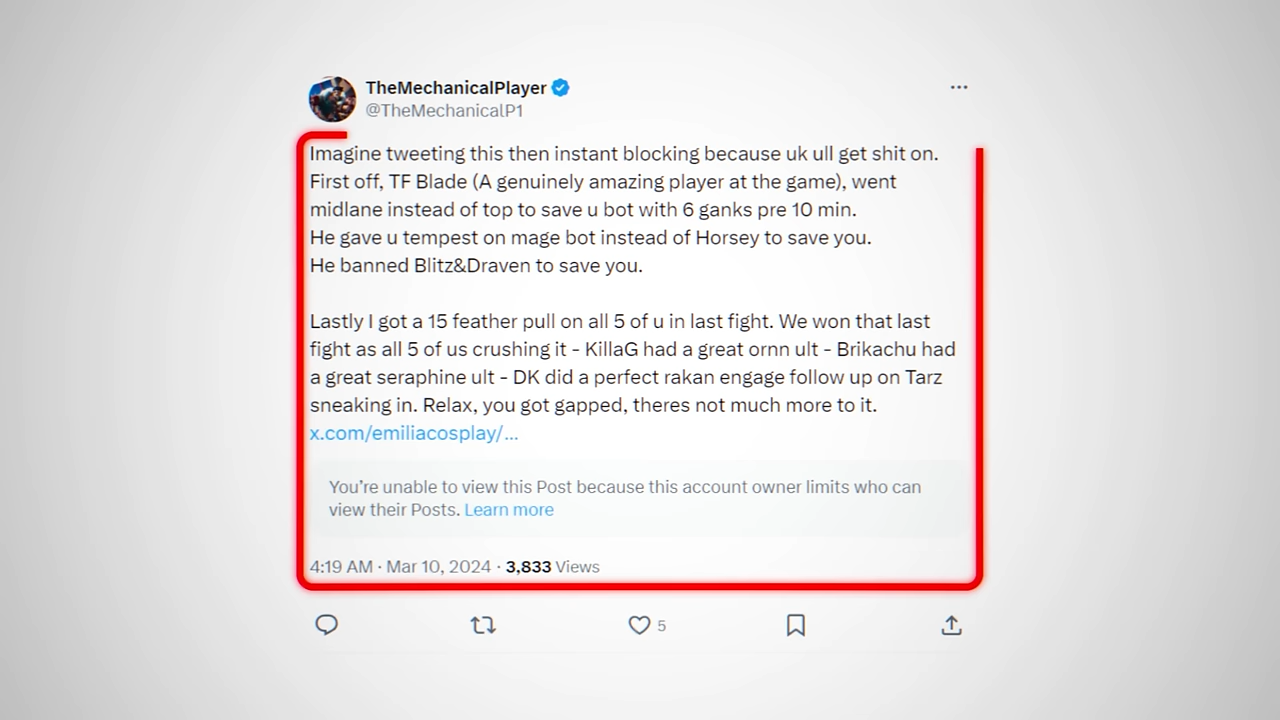 TheMechanicalPlayer
@TheMechanicalP1
Imagine tweeting this then instant blocking because uk ull get shit on.
First off, TF Blade (A genuinely amazing player at the game), went
midlane instead of top to save u bot with 6 ganks pre 10 min.
He gave u tempest on mage bot instead of Horsey to save you.
He banned Blitz&Draven to save you.
Lastly I got a 15 feather pull on all 5 of u in last fight. We won that last
fight as all 5 of us crushing it - KillaG had a great ornn ult - Brikachu had
a great seraphine ult - DK did a perfect rakan engage follow up on Tarz
sneaking in. Relax, you got gapped, theres not much more to it.
x.com/emiliacosplay/...
You're unable to view this Post because this account owner limits who can
view their Posts. Learn more
4:19 AM · Mar 10, 2024 · 3,833 Views
5